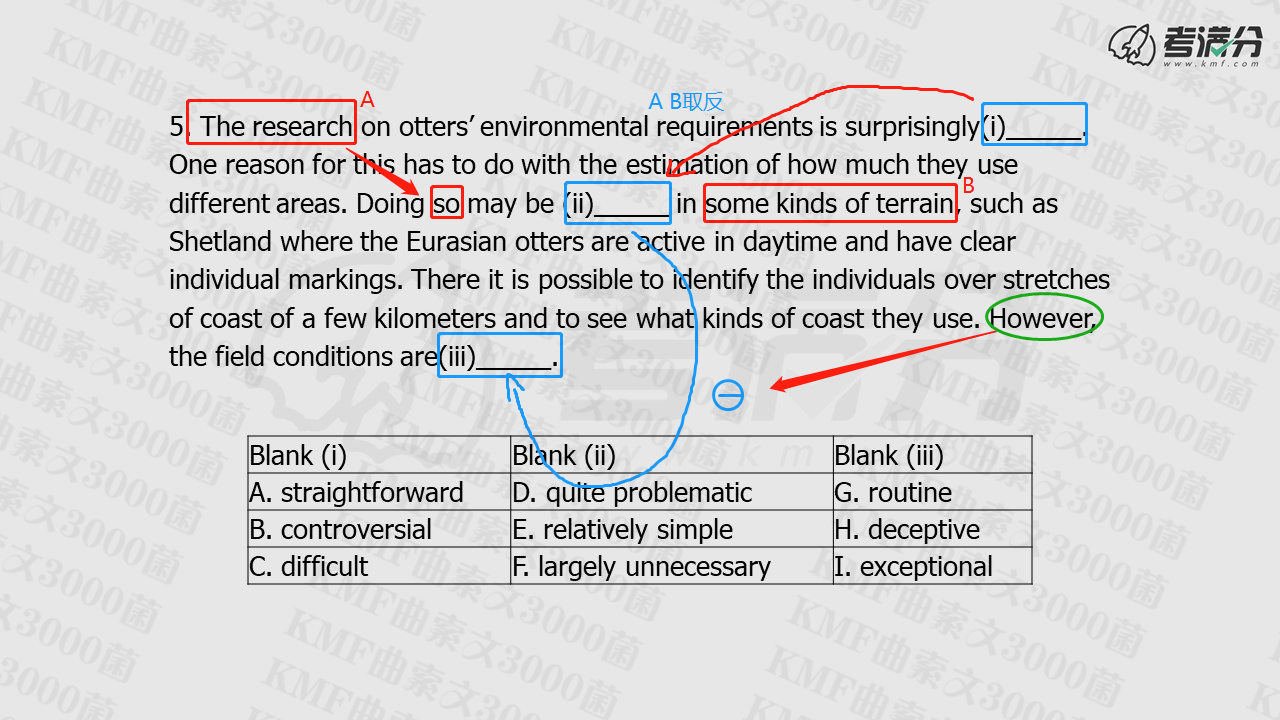 考满分
www.kmf.com
A
A B取反
5. The research on otters’ environmental requirements is surprisingly(i)______.
One reason for this has to do with the estimation of how much they use
different areas. Doing so may be (ii)______ in some kinds of terrain, such as
B
Shetland where the Eurasian otters are active in daytime and have clear
individual markings. There it is possible to identify the individuals over stretches
of coast of a few kilometers and to see what kinds of coast they use. However,
the field conditions are(iii)______.
Blank (i) Blank (ii) Blank (iii)
A. straightforward D. quite problematic G. routine
B. controversial E. relatively simple H. deceptive
C. difficult F. largely unnecessary I. exceptional
KMF曲素文3000菌